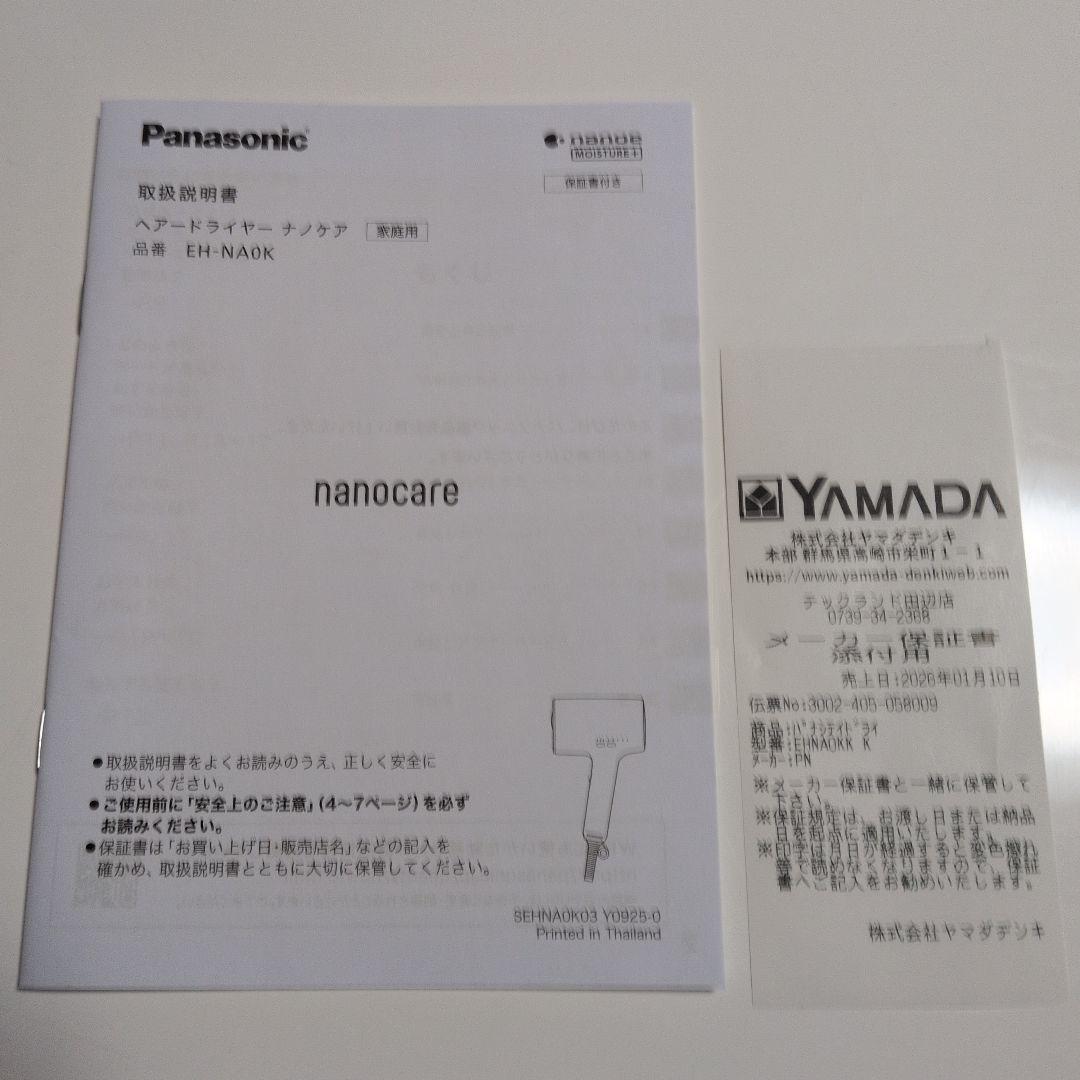 Panasonic
nanoe
MOISTURE+
保証書付き
取扱説明書
ヘアードライヤー ナノケア 家庭用
品番 EH-NA0K
nanocare
●取扱説明書をよくお読みのうえ、正しく安全に
お使いください。
●ご使用前に「安全上のご注意」(4~7ページ)を必ず
お読みください。
●保証書は「お買い上げ日・販売店名」などの記入を
確かめ、取扱説明書とともに大切に保管してください。
SEHNA0K03 Y0925-0
Printed in Thailand
YAMADA
株式会社ヤマダデンキ
本部 群馬県高崎市栄町1-1
https://www.yamada-denkiweb.com
テックランド田辺店
0739-34-2368
メーカー保証書
添付用
売上日:2026年01月10日
伝票No:3002-405-058009
商品:ﾊﾟﾅｼﾃｲﾄﾞﾗｲ
型番:EHNA0KK K
ﾒｰｶｰ:PN
※メーカー保証書と一緒に保管して
下さい。
※保証規定は、お渡し日または納品
日を起点に適用いたします。
※印字は月日が経過すると変色擦れ
等で読めなくなりますので、保証
書へご記入をお勧めいたします。
株式会社ヤマダデンキ